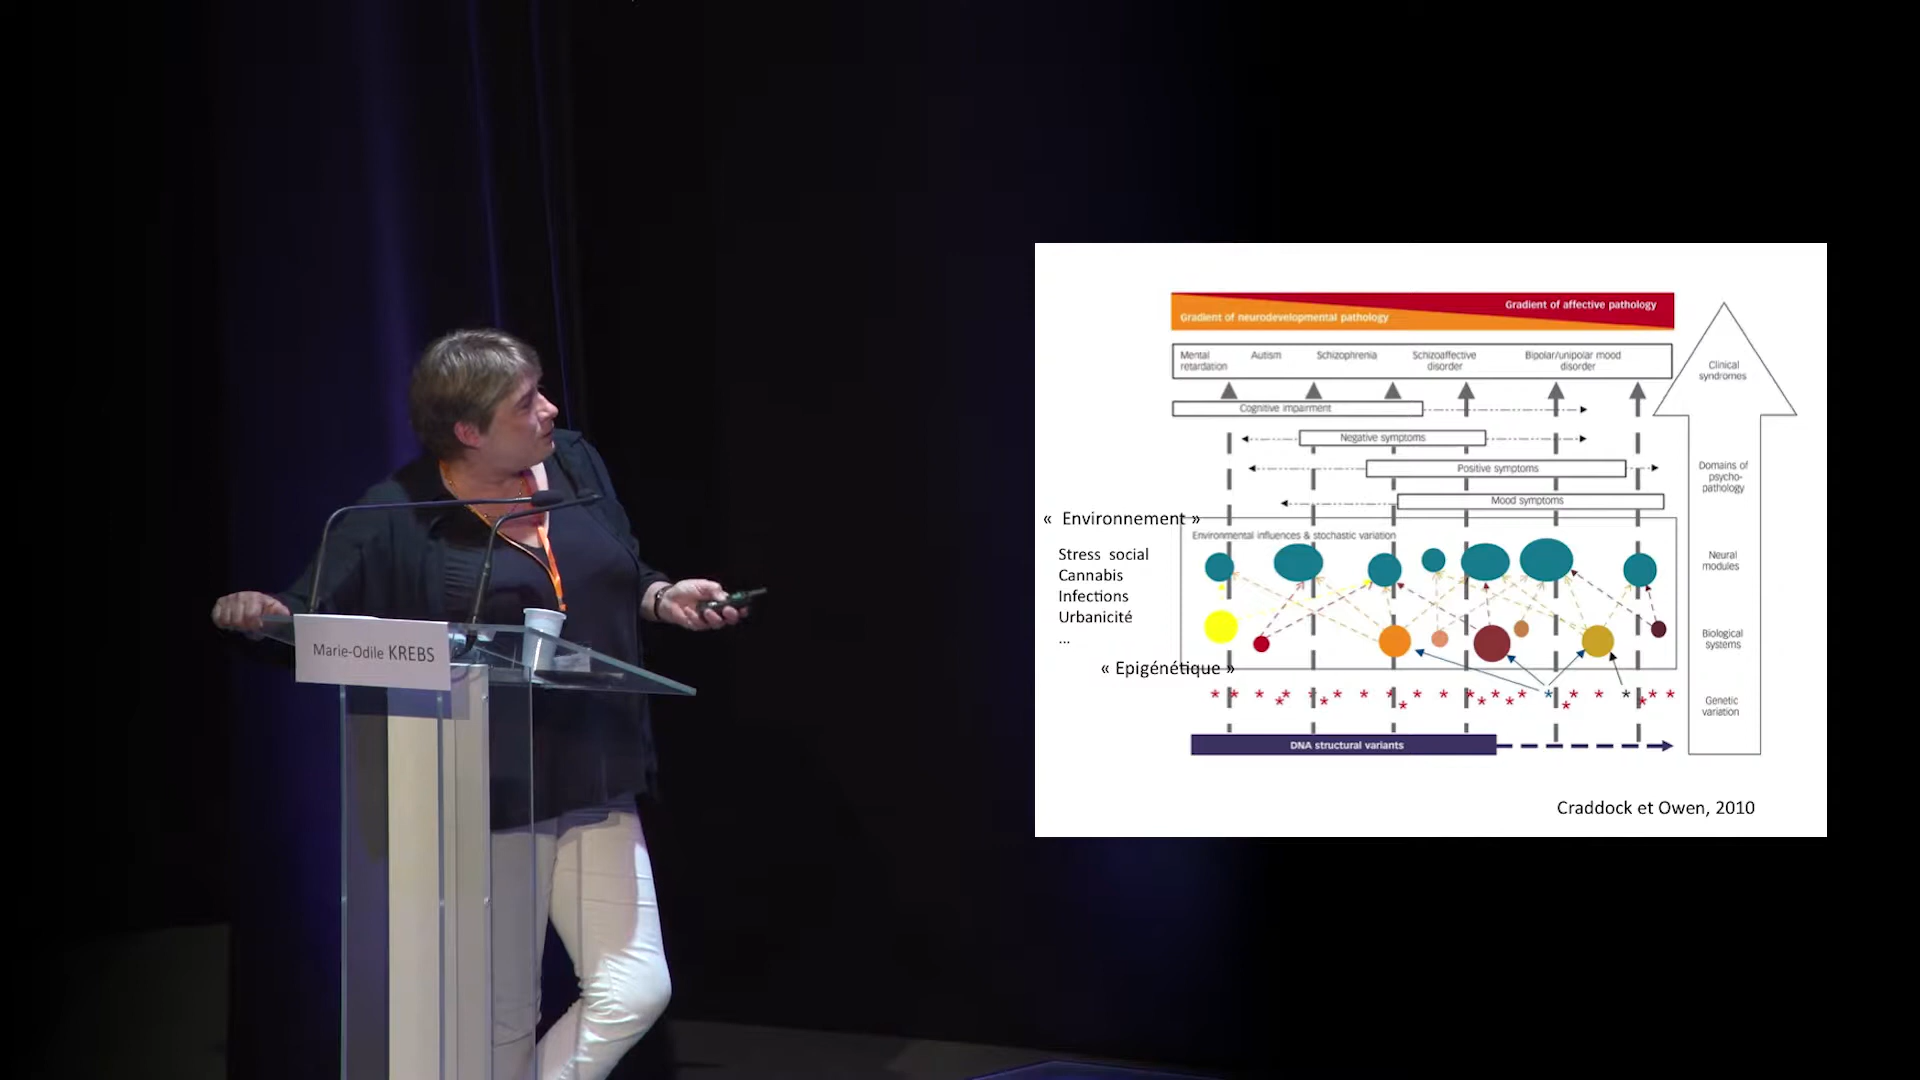 Marie-Odile KREBS
Gradient of affective pathology
Gradient of neurodevelopmental pathology
Mental
retardation
Autism
Schizophrenia
Schizoaffective
disorder
Bipolar/unipolar mood
disorder
Clinical
syndromes
Cognitive impairment
Negative symptoms
Positive symptoms
Mood symptoms
Domains of
psycho-
pathology
« Environnement »
Environmental influences & stochastic variation
Stress social
Cannabis
Infections
Urbanicité
...
Neural
modules
Biological
systems
« Epigénétique »
Genetic
variation
DNA structural variants
Craddock et Owen, 2010